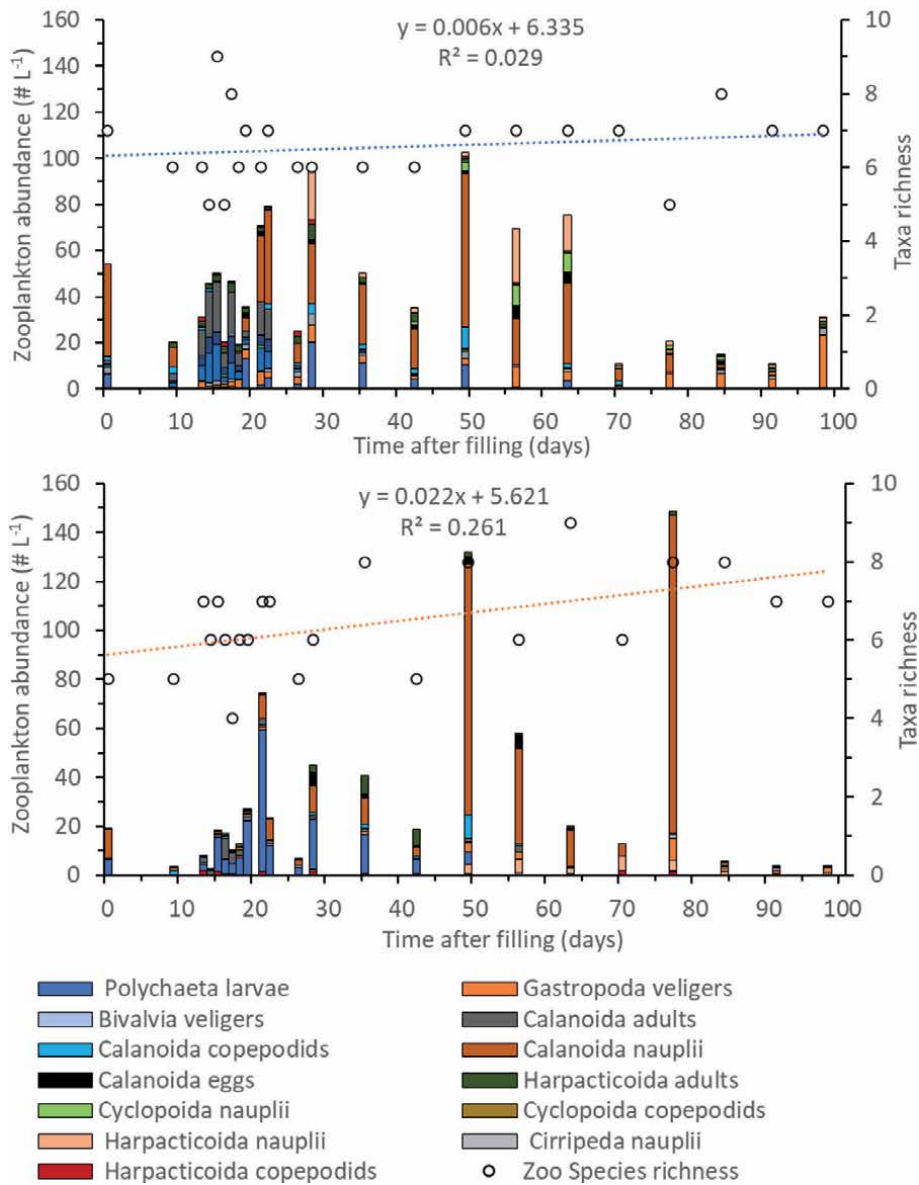 y = 0.006x + 6.335
R² = 0.029
Zooplankton abundance (# L⁻¹)
160
140
120
100
80
60
40
20
0
10
8
6
4
2
0
Taxa richness
0 10 20 30 40 50 60 70 80 90 100
Time after filling (days)
y = 0.022x + 5.621
R² = 0.261
Zooplankton abundance (# L⁻¹)
160
140
120
100
80
60
40
20
0
10
8
6
4
2
0
Taxa richness
0 10 20 30 40 50 60 70 80 90 100
Time after filling (days)
Polychaeta larvae
Gastropoda veligers
Bivalvia veligers
Calanoida adults
Calanoida copepodids
Calanoida nauplii
Calanoida eggs
Harpacticoida adults
Cyclopoida nauplii
Cyclopoida copepodids
Harpacticoida nauplii
Cirripeda nauplii
Harpacticoida copepodids
Zoo Species richness